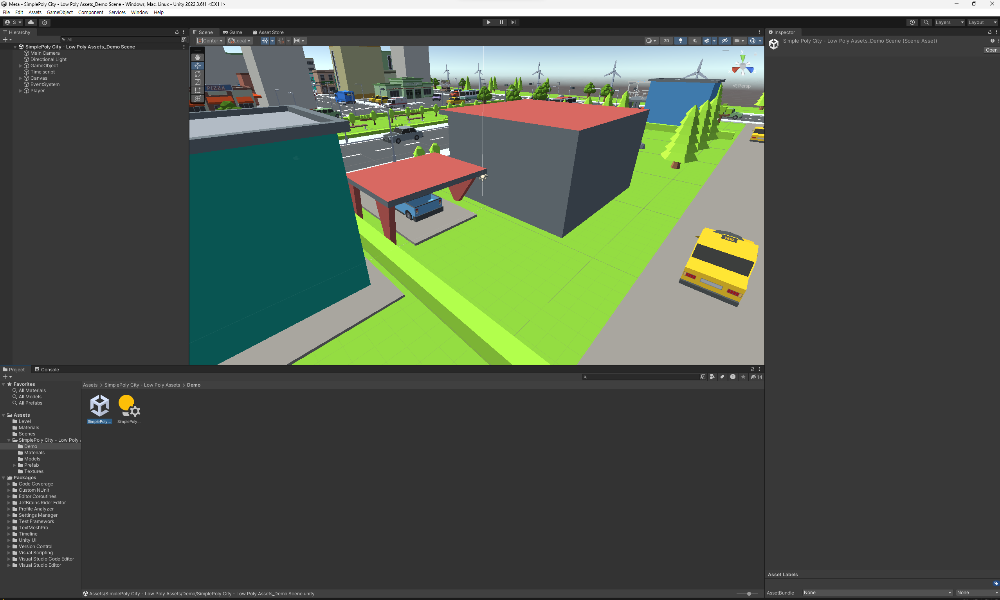 Meta - SimplePoly City - Low Poly Assets_Demo Scene - Windows, Mac, Linux - Unity 2022.3.6f1 <DX11>
File Edit Assets GameObject Component Services Window Help
S Layers Layout
Hierarchy
All
SimplePoly City - Low Poly Assets_Demo Scene
Main Camera
Directional Light
GameObject
Time script
Canvas
EventSystem
Player
Scene Game Asset Store
Center Local 2D
PIZZA
y
x z
Persp
TAXI
Inspector
Simple Poly City - Low Poly Assets_Demo Scene (Scene Asset)
Open
Project Console
14
Favorites
All Materials
All Models
All Prefabs
Assets
Level
Materials
Scenes
SimplePoly City - Low Poly
Demo
Materials
Models
Prefab
Textures
Packages
Code Coverage
Custom NUnit
Editor Coroutines
JetBrains Rider Editor
Profile Analyzer
Settings Manager
Test Framework
TextMeshPro
Timeline
Unity UI
Version Control
Visual Scripting
Visual Studio Code Editor
Visual Studio Editor
Assets > SimplePoly City - Low Poly Assets > Demo
SimplePoly... SimplePoly...
Assets/SimplePoly City - Low Poly Assets/Demo/SimplePoly City - Low Poly Assets_Demo Scene.unity
Asset Labels
AssetBundle None None